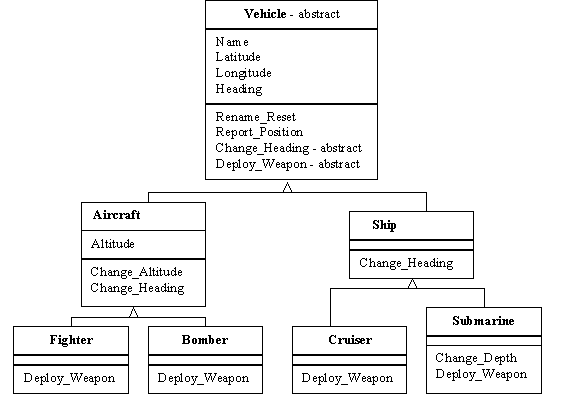 Vehicle - abstract
Name
Latitude
Longitude
Heading
Rename_Reset
Report_Position
Change_Heading - abstract
Deploy_Weapon - abstract
Aircraft
Altitude
Change_Altitude
Change_Heading
Ship
Change_Heading
Fighter
Deploy_Weapon
Bomber
Deploy_Weapon
Cruiser
Deploy_Weapon
Submarine
Change_Depth
Deploy_Weapon